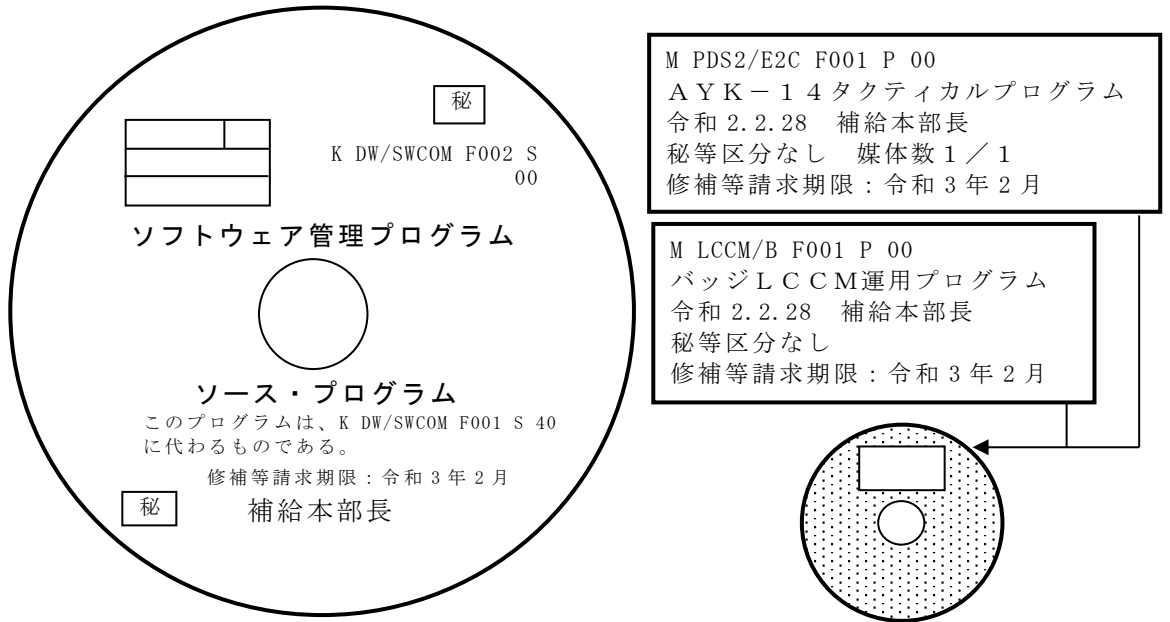 秘
K DW/SWCOM F002 S
00
ソフトウェア管理プログラム
ソース・プログラム
このプログラムは、K DW/SWCOM F001 S 40
に代わるものである。
修補等請求期限：令和３年２月
秘
補給本部長
M PDS2/E2C F001 P 00
ＡＹＫ－１４タクティカルプログラム
令和 2.2.28　補給本部長
秘等区分なし　媒体数１／１
修補等請求期限：令和３年２月
M LCCM/B F001 P 00
バッジＬＣＣＭ運用プログラム
令和 2.2.28　補給本部長
秘等区分なし
修補等請求期限：令和３年２月